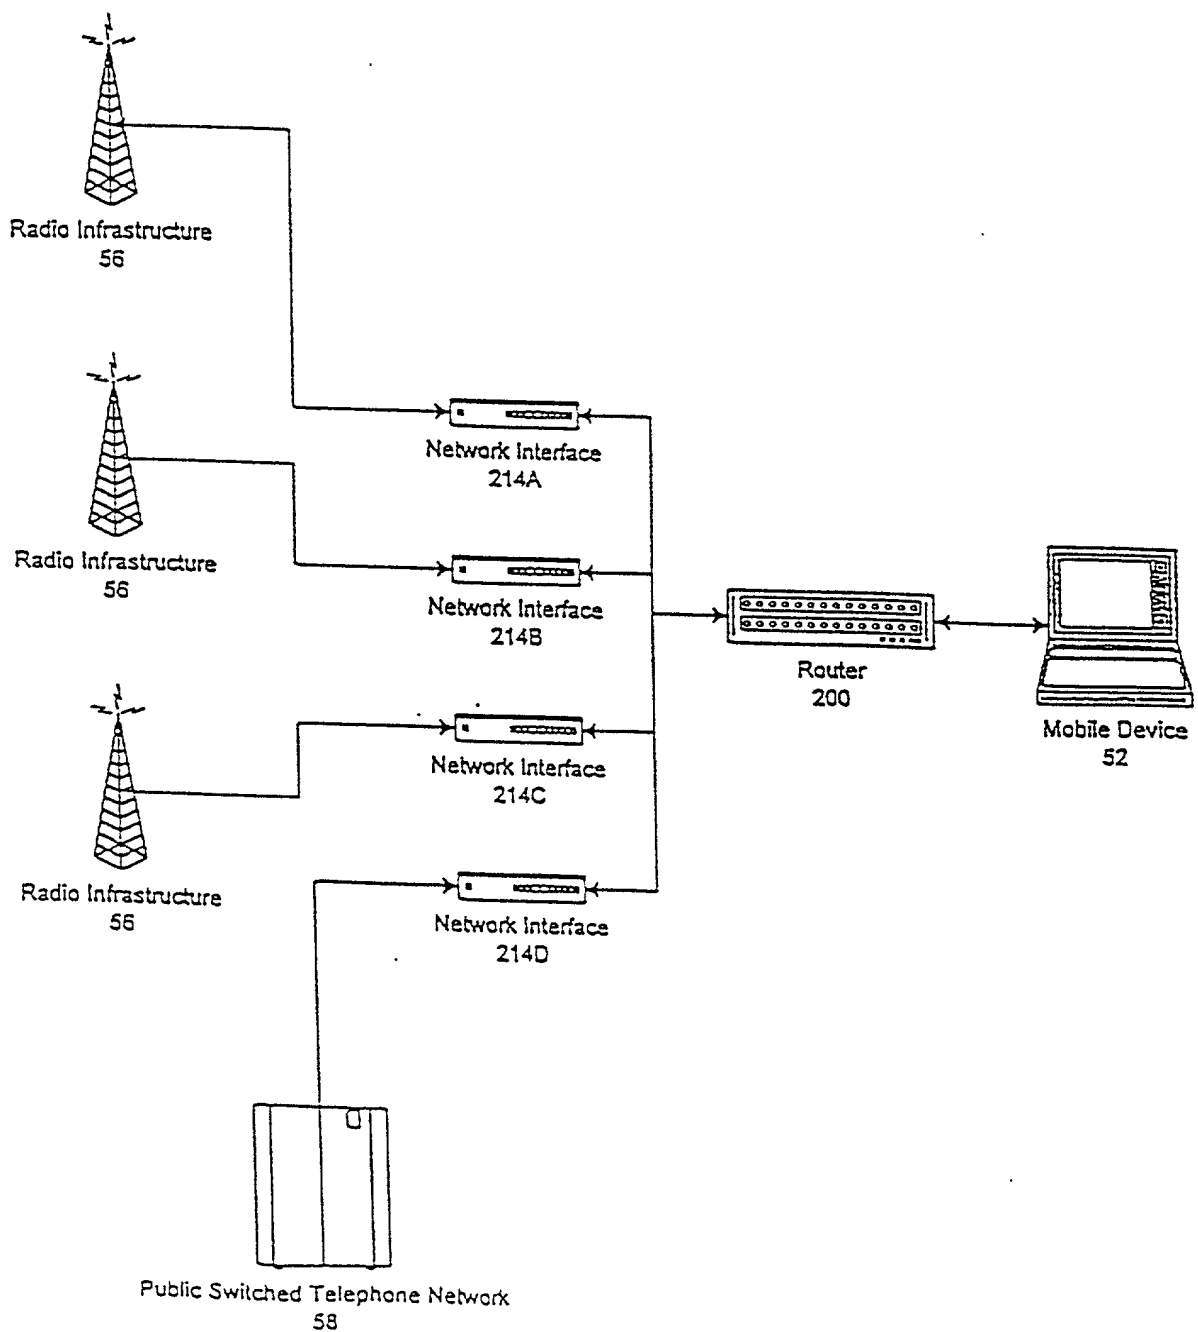 Radio Infrastructure
56
Network Interface
214A
Radio Infrastructure
56
Network Interface
214B
Router
200
Mobile Device
52
Network Interface
214C
Radio Infrastructure
56
Network Interface
214D
Public Switched Telephone Network
58